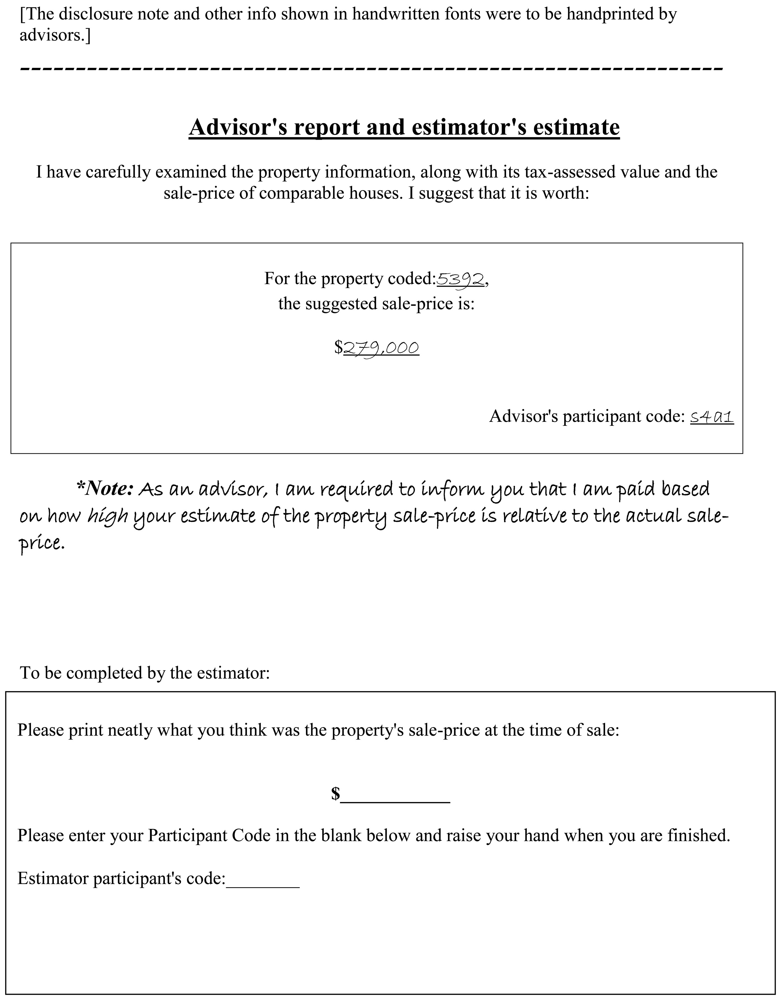 [The disclosure note and other info shown in handwritten fonts were to be handprinted by
advisors.]
Advisor's report and estimator's estimate
I have carefully examined the property information, along with its tax-assessed value and the
sale-price of comparable houses. I suggest that it is worth:
For the property coded:5392,
the suggested sale-price is:
$279,000
Advisor's participant code: s4a1
*Note: As an advisor, I am required to inform you that I am paid based
on how high your estimate of the property sale-price is relative to the actual sale-
price.
To be completed by the estimator:
Please print neatly what you think was the property's sale-price at the time of sale:
$____________
Please enter your Participant Code in the blank below and raise your hand when you are finished.
Estimator participant's code:________